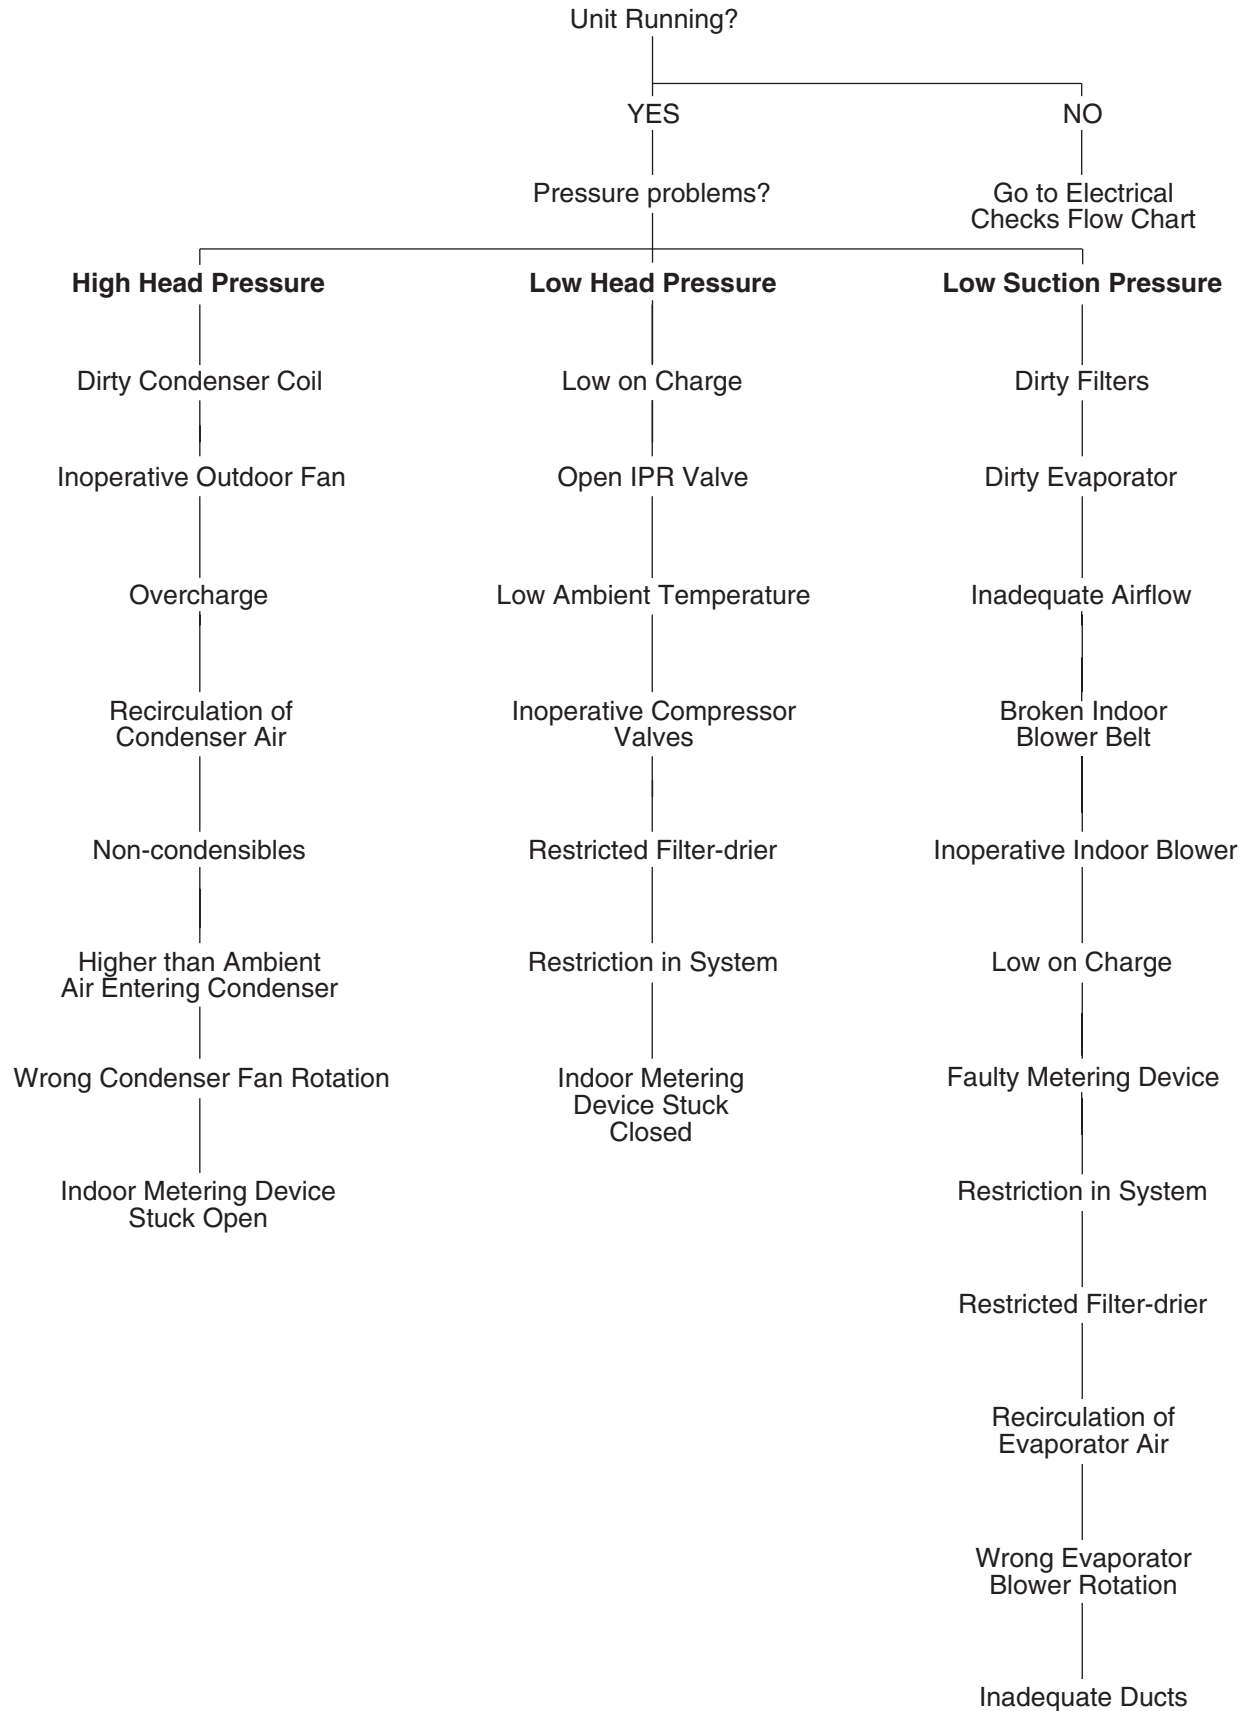 Unit Running?
YES
NO
Pressure problems?
Go to Electrical
Checks Flow Chart
High Head Pressure
Low Head Pressure
Low Suction Pressure
Dirty Condenser Coil
Low on Charge
Dirty Filters
Inoperative Outdoor Fan
Open IPR Valve
Dirty Evaporator
Overcharge
Low Ambient Temperature
Inadequate Airflow
Recirculation of
Condenser Air
Inoperative Compressor
Valves
Broken Indoor
Blower Belt
Non-condensibles
Restricted Filter-drier
Inoperative Indoor Blower
Higher than Ambient
Air Entering Condenser
Restriction in System
Low on Charge
Wrong Condenser Fan Rotation
Indoor Metering
Device Stuck
Closed
Faulty Metering Device
Indoor Metering Device
Stuck Open
Restriction in System
Restricted Filter-drier
Recirculation of
Evaporator Air
Wrong Evaporator
Blower Rotation
Inadequate Ducts